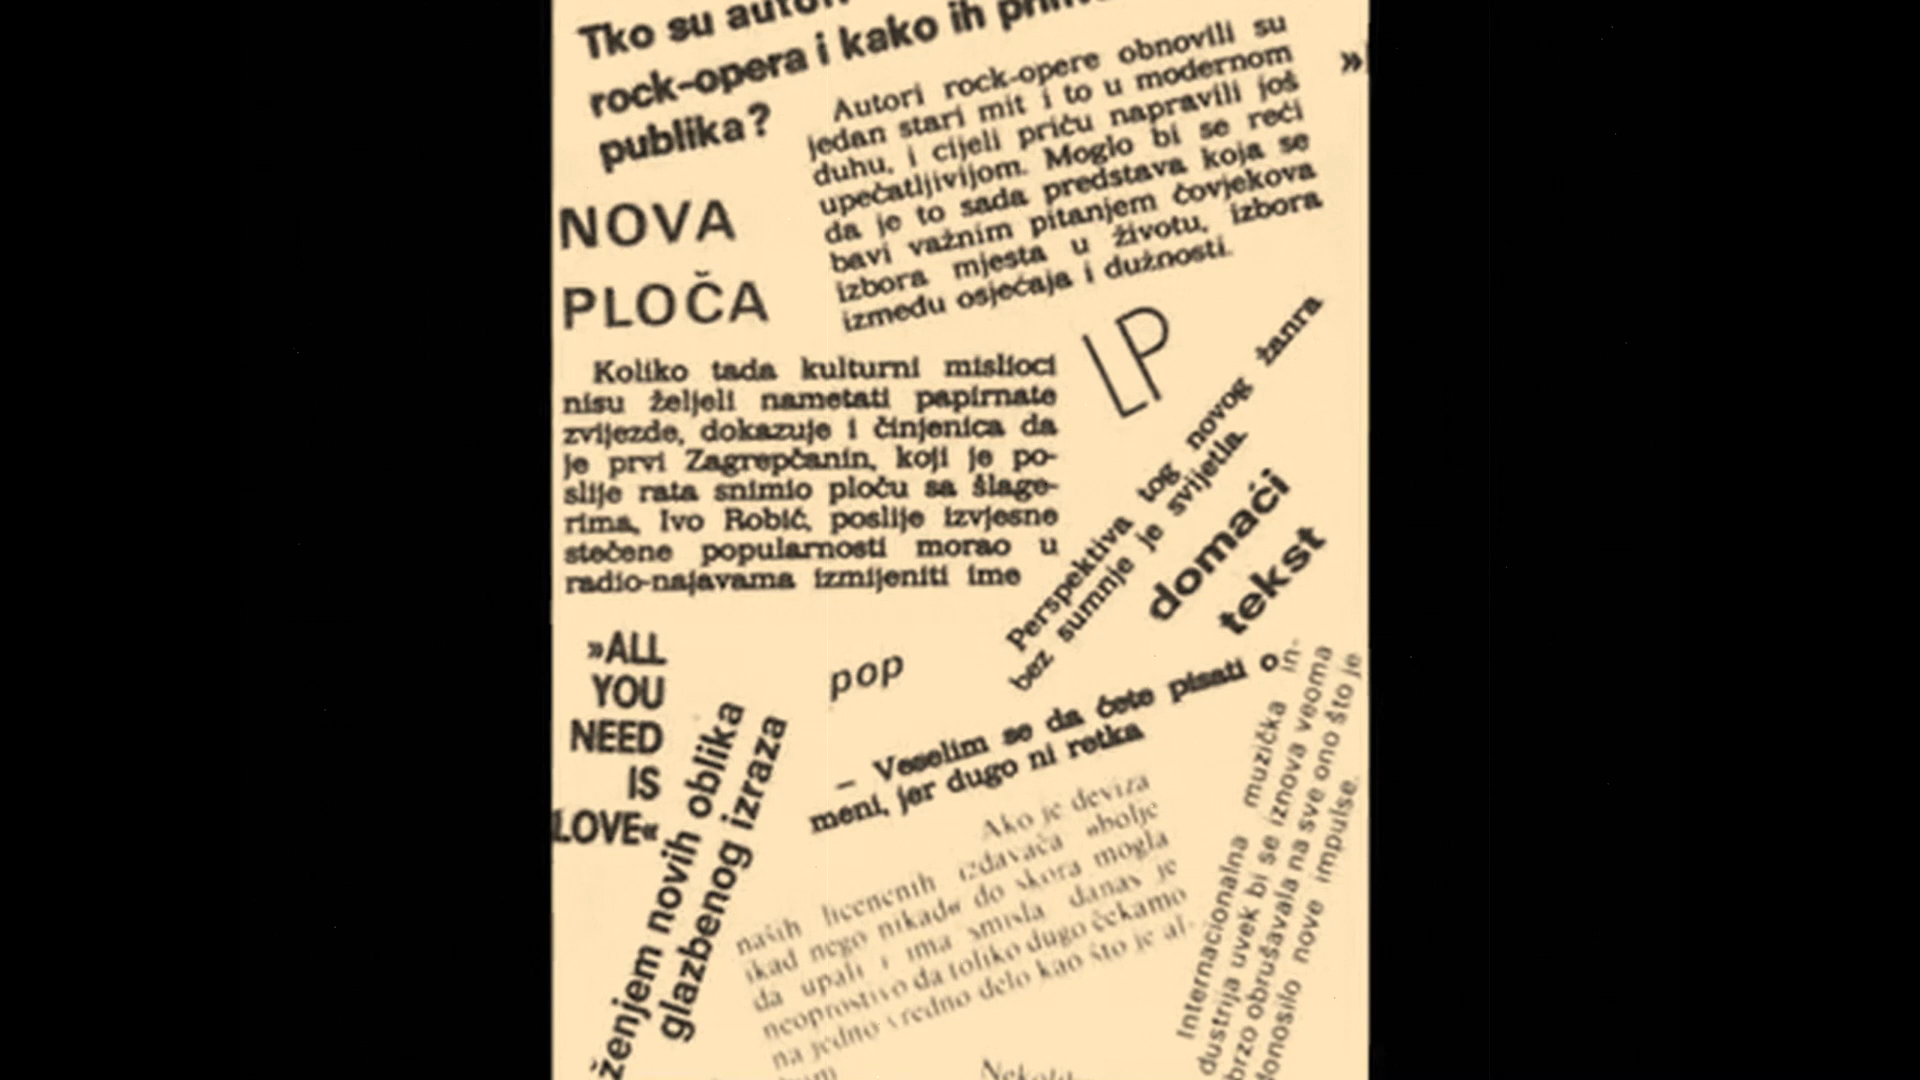 Tko su autori
rock-opera i kako ih
publika?
»
Autori rock-opere obnovili su
jedan stari mit i to u modernom
duhu, i cijeli priču napravili još
upečatljivijom. Moglo bi se reći
da je to sada predstava koja se
bavi važnim pitanjem čovjekova
izbora mjesta u životu, izbora
između osjećaja i dužnosti.
NOVA
PLOČA
LP
Koliko tada kulturni mislioci
nisu željeli nametati papirnate
zvijezde, dokazuje i činjenica da
je prvi Zagrepčanin, koji je po-
slije rata snimio ploču sa šlage-
rima, Ivo Robić, poslije izvjesne
stečene popularnosti morao u
radio-najavama izmijeniti ime
Perspektiva tog novog žanra
bez sumnje je svijetla.
domaći
tekst
»ALL
YOU
NEED
IS
LOVE«
pop
ženjem novih oblika
glazbenog izraza
— Veselim se da ćete pisati o
meni, jer dugo ni retka
Ako je deviza
naših licencnih izdavača »bolje
ikad nego nikad« do skora mogla
da upali i ima smisla danas je
neoprostivo da toliko dugo čekamo
na jedno vredno delo kao što je al-
Internacionalna muzička in-
dustrija uvek bi se iznova veoma
brzo obrušavala na sve ono što je
donosilo nove impulse.